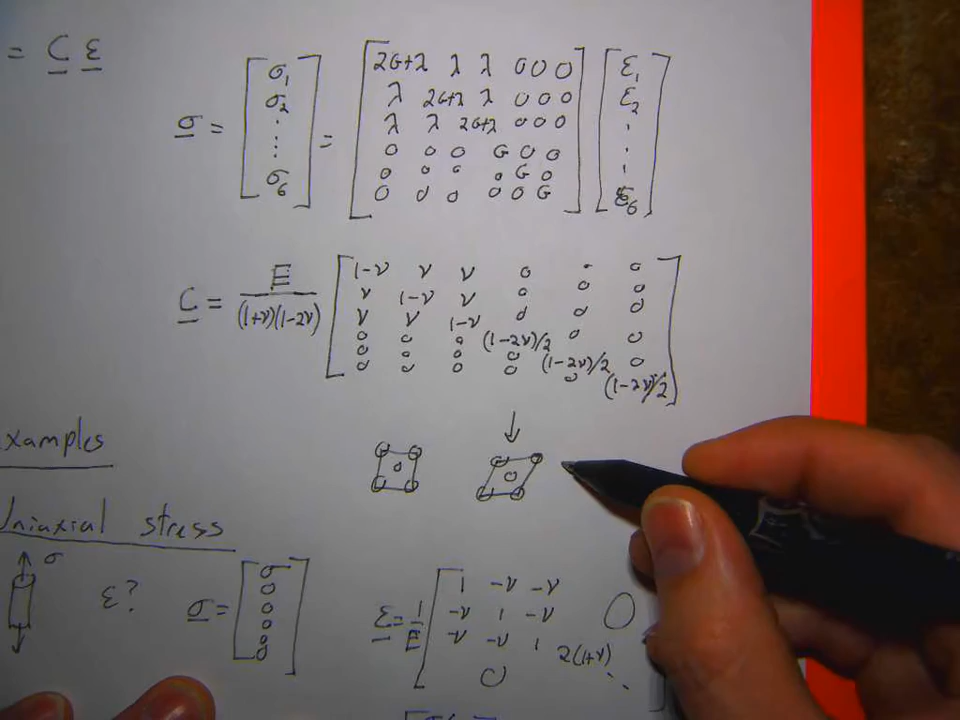 = C ε
σ = [σ1 σ2 . ⋮ σ6] = [2G+λ λ λ 0 0 0
λ 2G+λ λ 0 0 0
λ λ 2G+λ 0 0 0
0 0 0 G 0 0
0 0 0 0 G 0
0 0 0 0 0 G] [ε1 ε2 . . . ε6]
C = E/((1+ν)(1-2ν)) [1-ν ν ν 0 0 0
ν 1-ν ν 0 0 0
ν ν 1-ν 0 0 0
0 0 0 (1-2ν)/2 0 0
0 0 0 0 (1-2ν)/2 0
0 0 0 0 0 (1-2ν)/2]
xamples
Uniaxial stress
σ
ε? σ = [σ 0 0 0 0 0]
ε = 1/E [1 -ν -ν
-ν 1 -ν 0
-ν -ν 1
2(1+ν)
0 ⋱